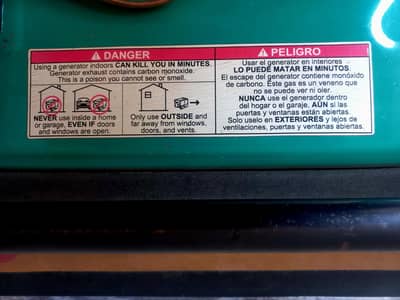 ⚠ DANGER
Using a generator indoors CAN KILL YOU IN MINUTES.
Generator exhaust contains carbon monoxide.
This is a poison you cannot see or smell.
NEVER use inside a home
or garage, EVEN IF doors
and windows are open.
Only use OUTSIDE and
far away from windows,
doors, and vents.
⚠ PELIGRO
Usar el generador en interiores
LO PUEDE MATAR EN MINUTOS.
El escape del generador contiene monóxido
de carbono. Éste gas es un veneno que
no se puede ver ni oler.
NUNCA use el generador dentro
del hogar o el garaje, AÚN si las
puertas y ventanas están abiertas.
Solo uselo en EXTERIORES y lejos de
ventilaciones, puertas y ventanas abiertas.